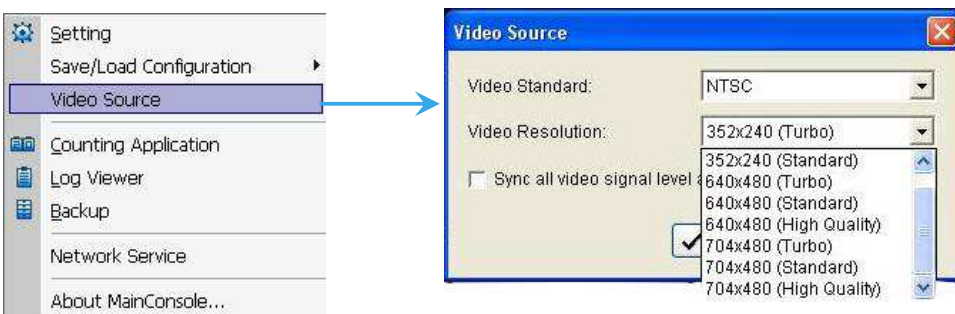 Setting
Save/Load Configuration
Video Source
Counting Application
Log Viewer
Backup
Network Service
About MainConsole...
Video Source
Video Standard: NTSC
Video Resolution: 352x240 (Turbo)
352x240 (Standard)
Sync all video signal level
640x480 (Turbo)
640x480 (Standard)
640x480 (High Quality)
704x480 (Turbo)
704x480 (Standard)
704x480 (High Quality)